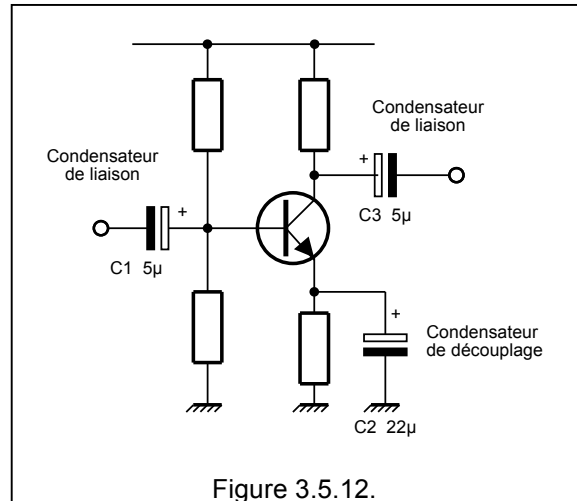 Condensateur
de liaison
+
C3 5µ
Condensateur
de liaison
+
C1 5µ
+
Condensateur
de découplage
C2 22µ
Figure 3.5.12.